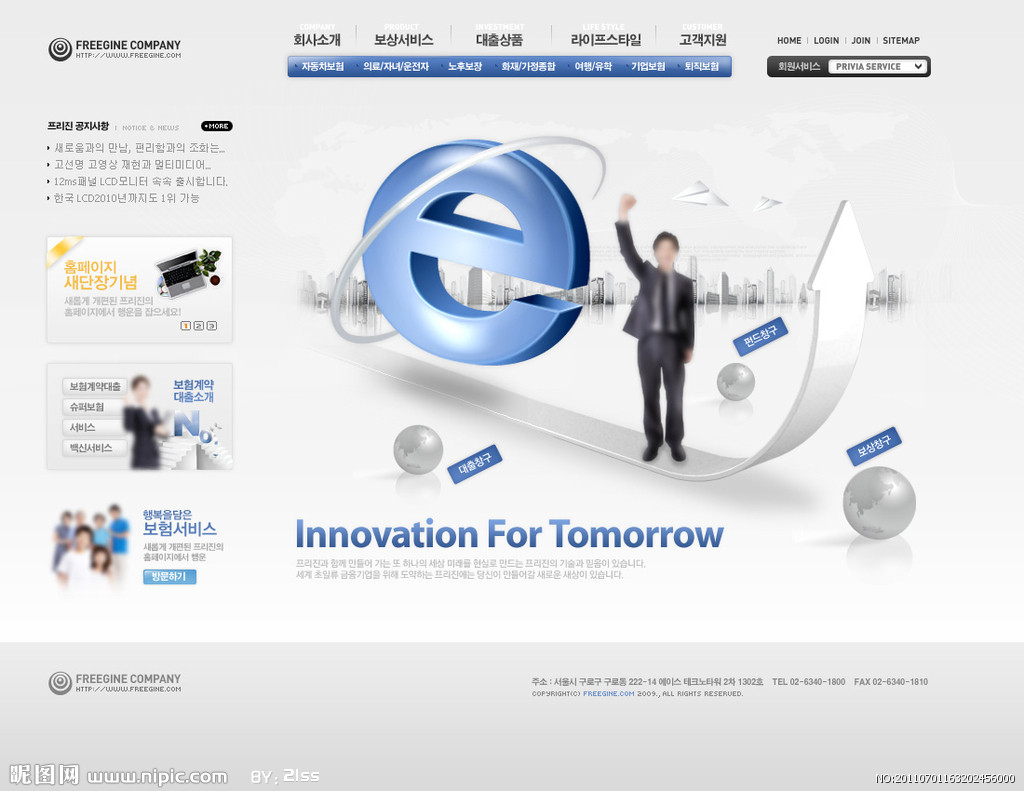 FREEGINE COMPANY
HTTP://WWW.FREEGINE.COM
COMPANY PRODUCT INVESTMENT LIFE STYLE CUSTOMER
회사소개 보상서비스 대출상품 라이프스타일 고객지원
자동차보험 의료/자녀/운전자 노후보장 화재/가정종합 여행/유학 기업보험 퇴직보험
HOME LOGIN JOIN SITEMAP
회원서비스 PRIVIA SERVICE
프리진 공지사항 NOTICE & NEWS MORE
새로움과의 만남, 편리함과의 조화는...
고선명 고영상 재현과 멀티미디어...
12ms패널 LCD모니터 속속 출시합니다.
한국 LCD2010년까지도 1위 가능
홈페이지
새단장기념
새롭게 개편된 프리진의
홈페이지에서 행운을 잡으세요!
1 2 3
보험계약대출
슈퍼보험
서비스
백신서비스
보험계약
대출소개
No
행복을담은
보험서비스
새롭게 개편된 프리진의
홈페이지에서 행운
방문하기
펀드창구
대출창구
보상창구
Innovation For Tomorrow
프리진과 함께 만들어 가는 또 하나의 세상 미래를 현실로 만드는 프리진의 기술과 믿음이 있습니다.
세계 초일류 금융기업을 위해 도약하는 프리진에는 당신이 만들어갈 새로운 세상이 있습니다.
FREEGINE COMPANY
HTTP://WWW.FREEGINE.COM
주소 : 서울시 구로구 구로동 222-14 에이스 테크노타워 2차 1302호 TEL 02-6340-1800 FAX 02-6340-1810
COPYRIGHT(C) FREEGINE.COM 2009., ALL RIGHTS RESERVED.
昵图网 www.nipic.com BY: 2lss
NO:20110701163202456000